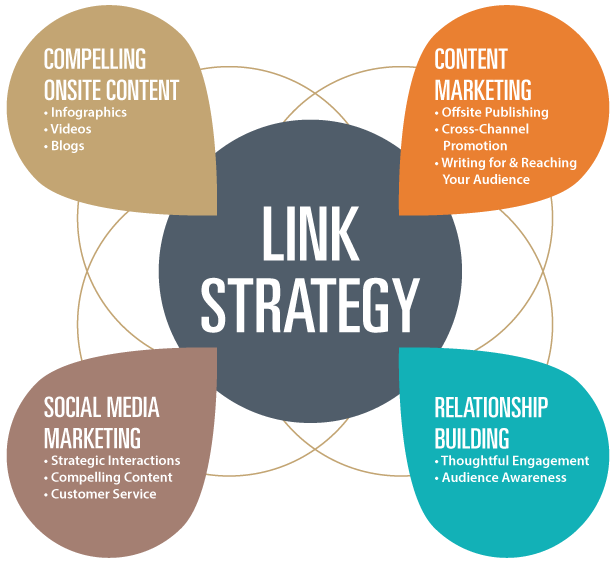 COMPELLING
ONSITE CONTENT
• Infographics
• Videos
• Blogs
CONTENT
MARKETING
• Offsite Publishing
• Cross-Channel
Promotion
• Writing for & Reaching
Your Audience
LINK
STRATEGY
SOCIAL MEDIA
MARKETING
• Strategic Interactions
• Compelling Content
• Customer Service
RELATIONSHIP
BUILDING
• Thoughtful Engagement
• Audience Awareness